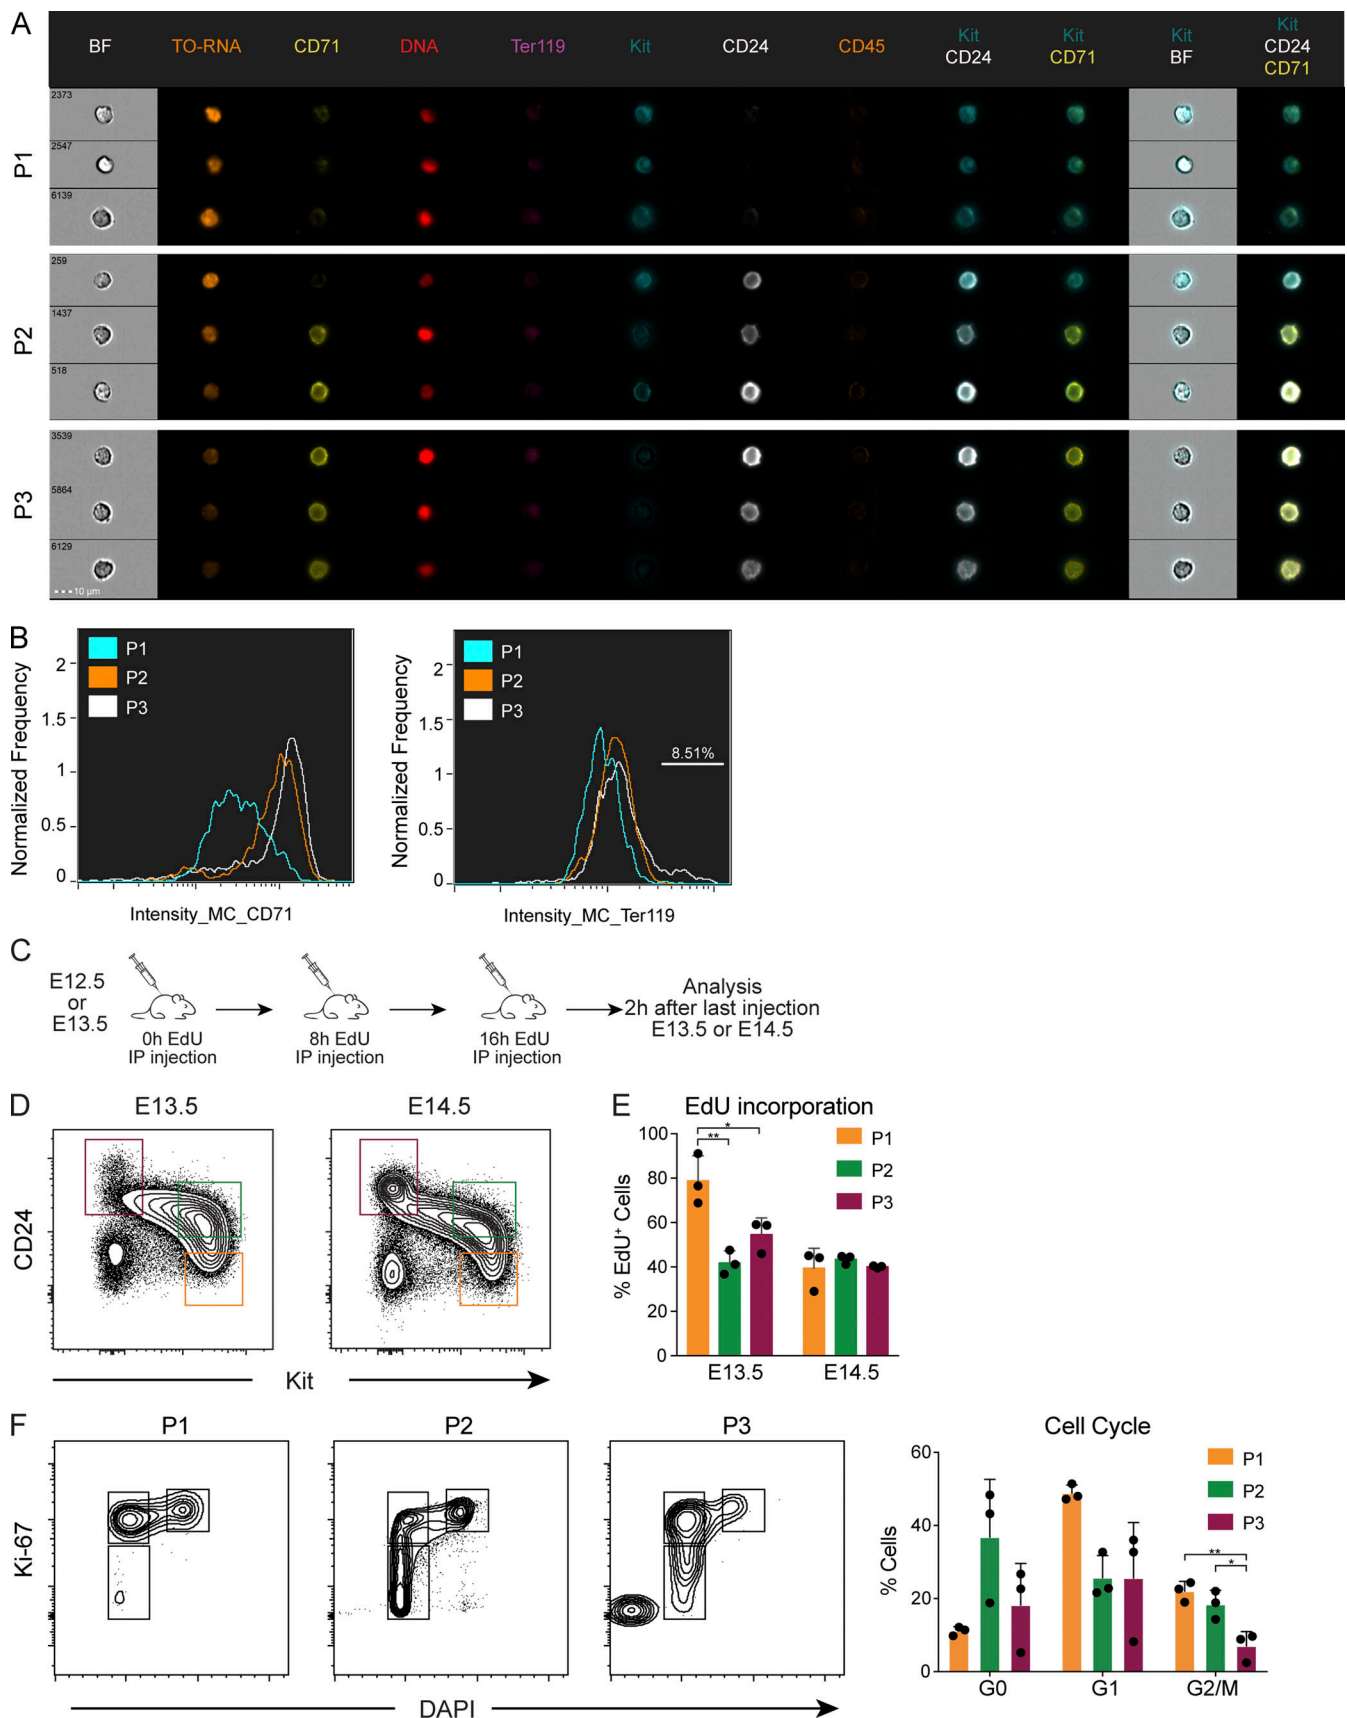 A
BF TO-RNA CD71 DNA Ter119 Kit CD24 CD45 Kit CD24 Kit CD71 Kit BF Kit CD24 CD71
P1
2373
2547
6139
P2
259
1437
518
P3
3539
5864
6129
10 µm
B
Normalized Frequency
2
1.5
1
0.5
0
P1
P2
P3
Intensity_MC_CD71
Normalized Frequency
2
1.5
1
0.5
0
P1
P2
P3
8.51%
Intensity_MC_Ter119
C
E12.5
or
E13.5
0h EdU
IP injection
8h EdU
IP injection
16h EdU
IP injection
Analysis
2h after last injection
E13.5 or E14.5
D
E13.5 E14.5
CD24
Kit
E
EdU incorporation
% EdU⁺ Cells
100
80
60
40
20
0
** *
P1
P2
P3
E13.5 E14.5
F
P1 P2 P3
Ki-67
DAPI
Cell Cycle
% Cells
60
40
20
0
P1
P2
P3
**
*
G0 G1 G2/M